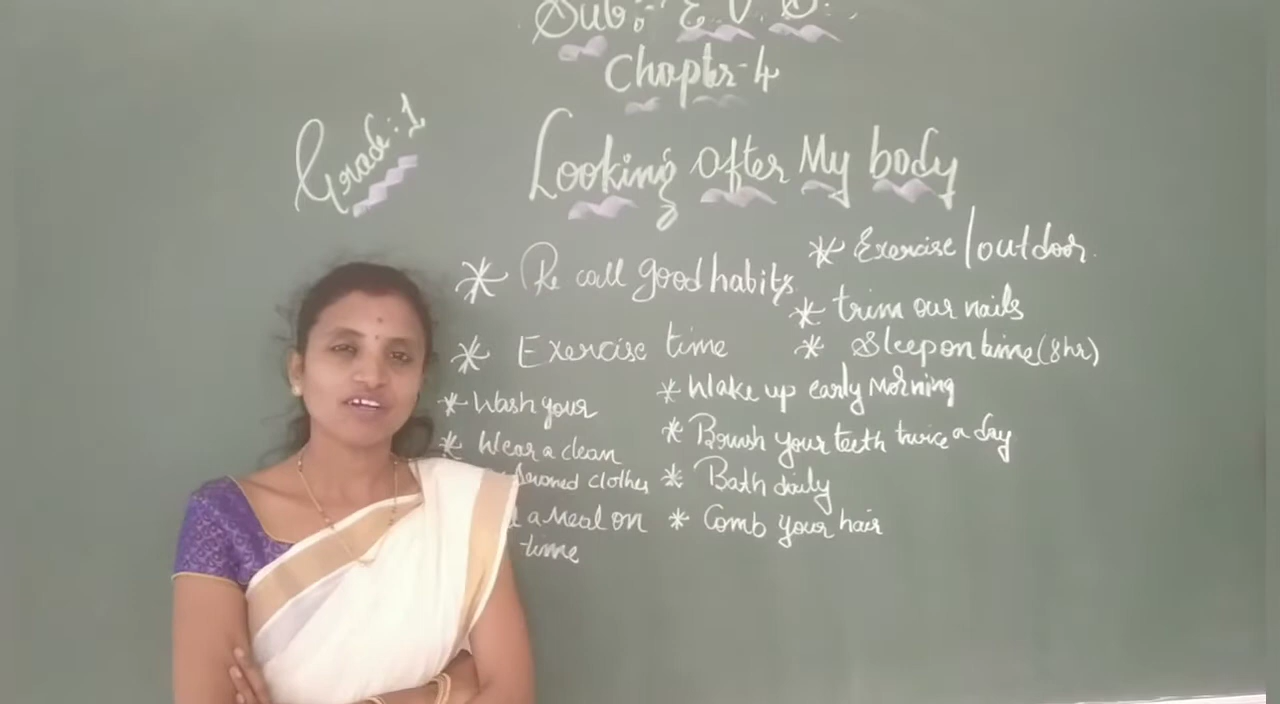 Sub:- E.V.S.
Chapter-4
Grade:1
Looking after My body
* Re call good habits
* Exercise time
* Exercise/outdoor.
* trim our nails
* Sleep on time (8hr)
* Wash your
* Wear a clean
clothes
a Meal on
time
* Wake up early Morning
* Brush your teeth twice a day
* Bath daily
* Comb your hair